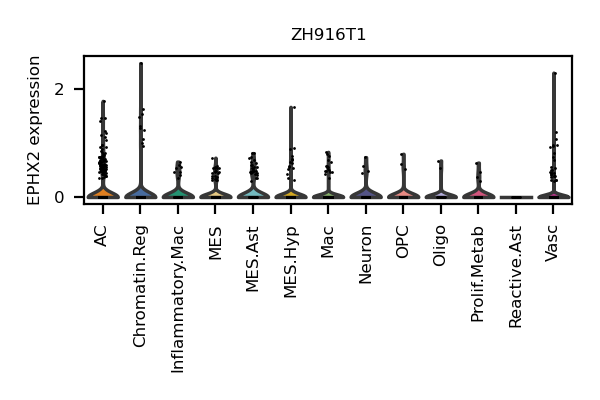 ZH916T1
EPHX2 expression
2
0
AC
Chromatin.Reg
Inflammatory.Mac
MES
MES.Ast
MES.Hyp
Mac
Neuron
OPC
Oligo
Prolif.Metab
Reactive.Ast
Vasc